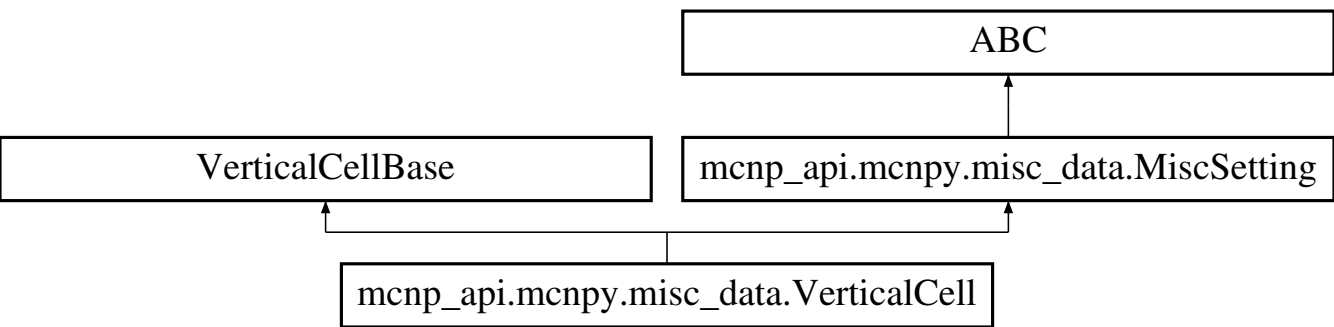 ABC
VerticalCellBase
mcnp_api.mcnpy.misc_data.MiscSetting
mcnp_api.mcnpy.misc_data.VerticalCell